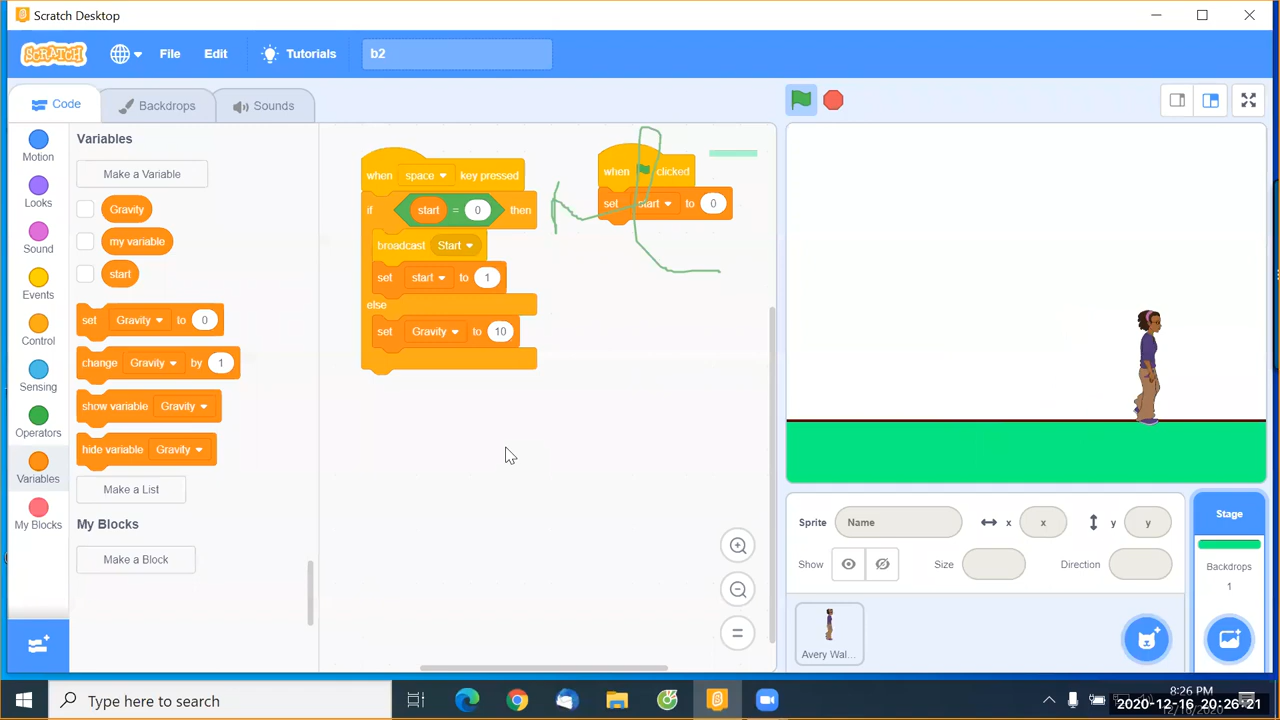 Scratch Desktop
SCRATCH
File
Edit
Tutorials
b2
Code
Backdrops
Sounds
Motion
Looks
Sound
Events
Control
Sensing
Operators
Variables
My Blocks
Variables
Make a Variable
Gravity
my variable
start
set Gravity to 0
change Gravity by 1
show variable Gravity
hide variable Gravity
Make a List
My Blocks
Make a Block
when space key pressed
if start = 0 then
broadcast Start
set start to 1
else
set Gravity to 10
when clicked
set start to 0
Sprite Name x x y y
Show Size Direction
Avery Wal...
Stage
Backdrops
1
Type here to search
8:26 PM
2020-12-16 20:26:21